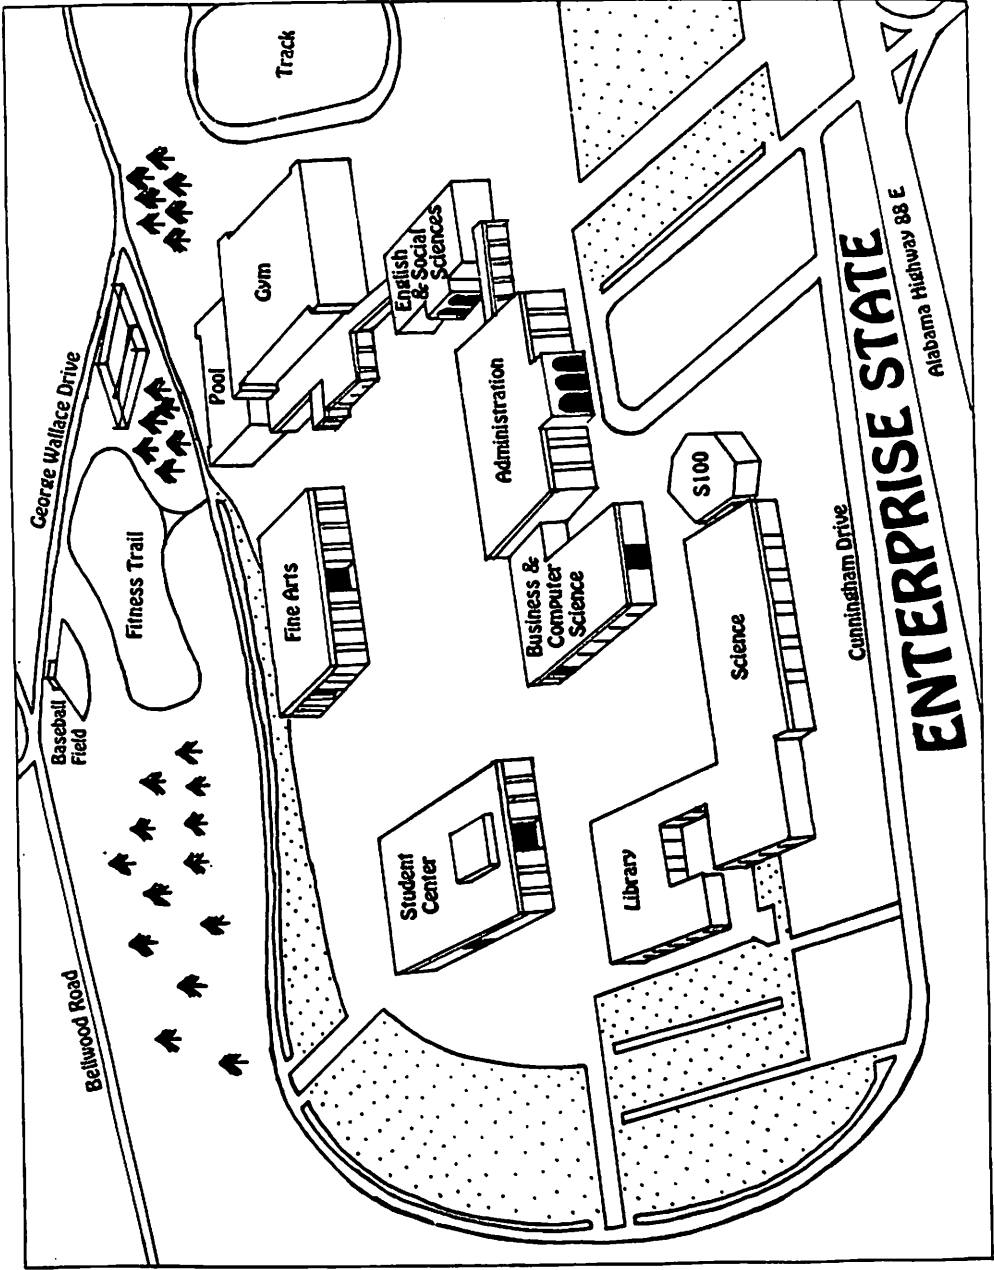 Bellwood Road
Baseball
Field
George Wallace Drive
Fitness Trail
Track
Pool
Gym
Fine Arts
English
& Social
Sciences
Student
Center
Administration
Business &
Computer
Science
Library
Science
S100
Cunningham Drive
ENTERPRISE STATE
Alabama Highway 88 E